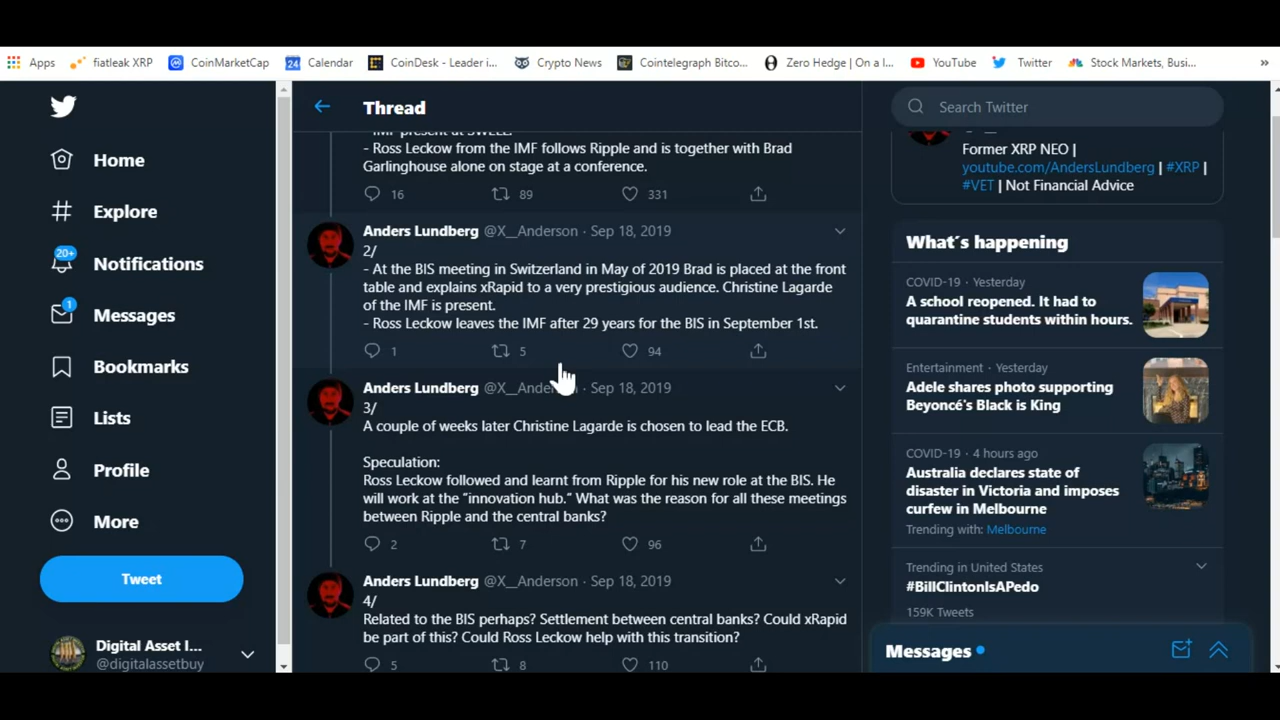 Apps
fiatleak XRP
CoinMarketCap
24
Calendar
CoinDesk - Leader i...
Crypto News
Cointelegraph Bitco...
Zero Hedge | On a l...
YouTube
Twitter
Stock Markets, Busi...
»
Home
Explore
20+
Notifications
1
Messages
Bookmarks
Lists
Profile
More
Tweet
Digital Asset I...
@digitalassetbuy
Thread
- IMF present at SWELL.
- Ross Leckow from the IMF follows Ripple and is together with Brad
Garlinghouse alone on stage at a conference.
16 89 331
Anders Lundberg @X__Anderson · Sep 18, 2019
2/
- At the BIS meeting in Switzerland in May of 2019 Brad is placed at the front
table and explains xRapid to a very prestigious audience. Christine Lagarde
of the IMF is present.
- Ross Leckow leaves the IMF after 29 years for the BIS in September 1st.
1 5 94
Anders Lundberg @X__Ande · Sep 18, 2019
3/
A couple of weeks later Christine Lagarde is chosen to lead the ECB.
Speculation:
Ross Leckow followed and learnt from Ripple for his new role at the BIS. He
will work at the “innovation hub.” What was the reason for all these meetings
between Ripple and the central banks?
2 7 96
Anders Lundberg @X__Anderson · Sep 18, 2019
4/
Related to the BIS perhaps? Settlement between central banks? Could xRapid
be part of this? Could Ross Leckow help with this transition?
5 8 110
Search Twitter
Former XRP NEO |
youtube.com/AndersLundberg | #XRP |
#VET | Not Financial Advice
What´s happening
COVID-19 · Yesterday
A school reopened. It had to
quarantine students within hours.
Entertainment · Yesterday
Adele shares photo supporting
Beyoncé's Black is King
COVID-19 · 4 hours ago
Australia declares state of
disaster in Victoria and imposes
curfew in Melbourne
Trending with: Melbourne
Trending in United States
#BillClintonIsAPedo
159K Tweets
Messages